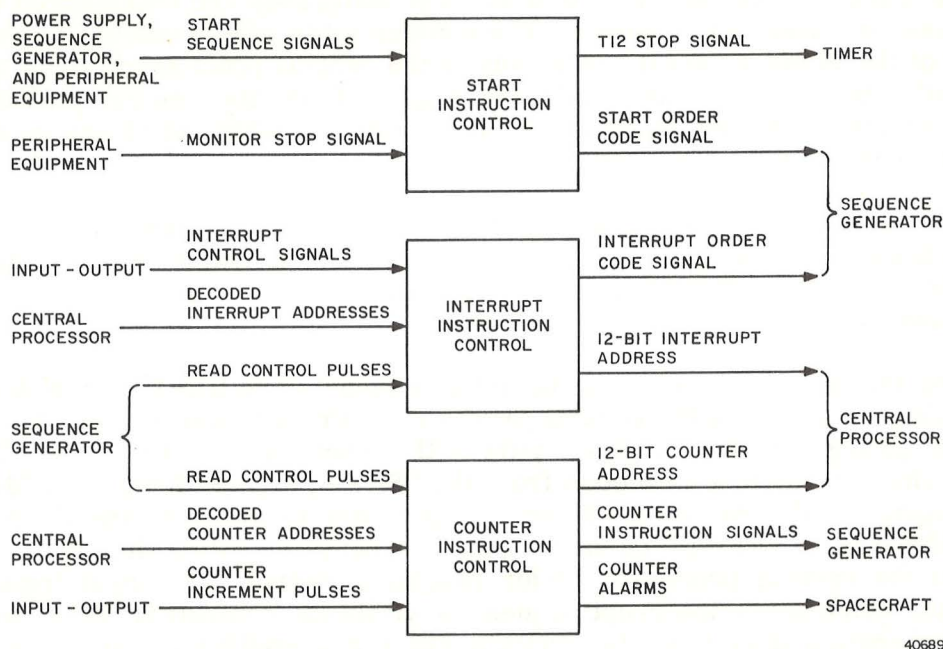 POWER SUPPLY,
SEQUENCE
GENERATOR,
AND PERIPHERAL
EQUIPMENT
START
SEQUENCE SIGNALS
PERIPHERAL
EQUIPMENT
MONITOR STOP SIGNAL
START
INSTRUCTION
CONTROL
T12 STOP SIGNAL
TIMER
START ORDER
CODE SIGNAL
SEQUENCE
GENERATOR
INPUT - OUTPUT
INTERRUPT
CONTROL SIGNALS
CENTRAL
PROCESSOR
DECODED
INTERRUPT ADDRESSES
READ CONTROL PULSES
INTERRUPT
INSTRUCTION
CONTROL
INTERRUPT ORDER
CODE SIGNAL
12-BIT INTERRUPT
ADDRESS
CENTRAL
PROCESSOR
SEQUENCE
GENERATOR
READ CONTROL PULSES
CENTRAL
PROCESSOR
DECODED
COUNTER ADDRESSES
INPUT - OUTPUT
COUNTER
INCREMENT PULSES
COUNTER
INSTRUCTION
CONTROL
12-BIT COUNTER
ADDRESS
COUNTER
INSTRUCTION SIGNALS
SEQUENCE
GENERATOR
COUNTER
ALARMS
SPACECRAFT
40689